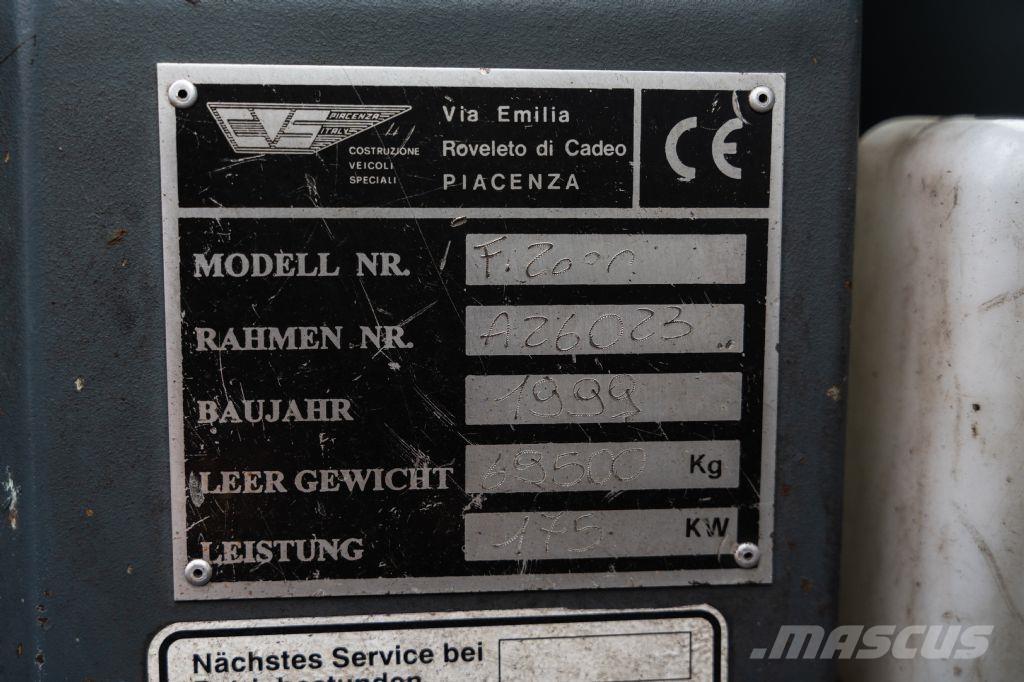 CVS
PIACENZA
ITALY
COSTRUZIONE
VEICOLI
SPECIALI
Via Emilia
Roveleto di Cadeo
PIACENZA
CE
MODELL NR.
RAHMEN NR. A26023
BAUJAHR 1999
LEER GEWICHT 69500 Kg
LEISTUNG 175 KW
Nächstes Service bei
MASCUS